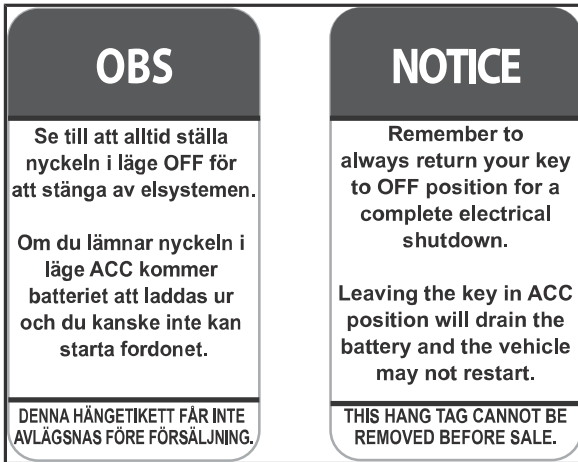 OBS
Se till att alltid ställa
nyckeln i läge OFF för
att stänga av elsystemen.
Om du lämnar nyckeln i
läge ACC kommer
batteriet att laddas ur
och du kanske inte kan
starta fordonet.
DENNA HÄNGETIKETT FÅR INTE
AVLÄGSNAS FÖRE FÖRSÄLJNING.
NOTICE
Remember to
always return your key
to OFF position for a
complete electrical
shutdown.
Leaving the key in ACC
position will drain the
battery and the vehicle
may not restart.
THIS HANG TAG CANNOT BE
REMOVED BEFORE SALE.